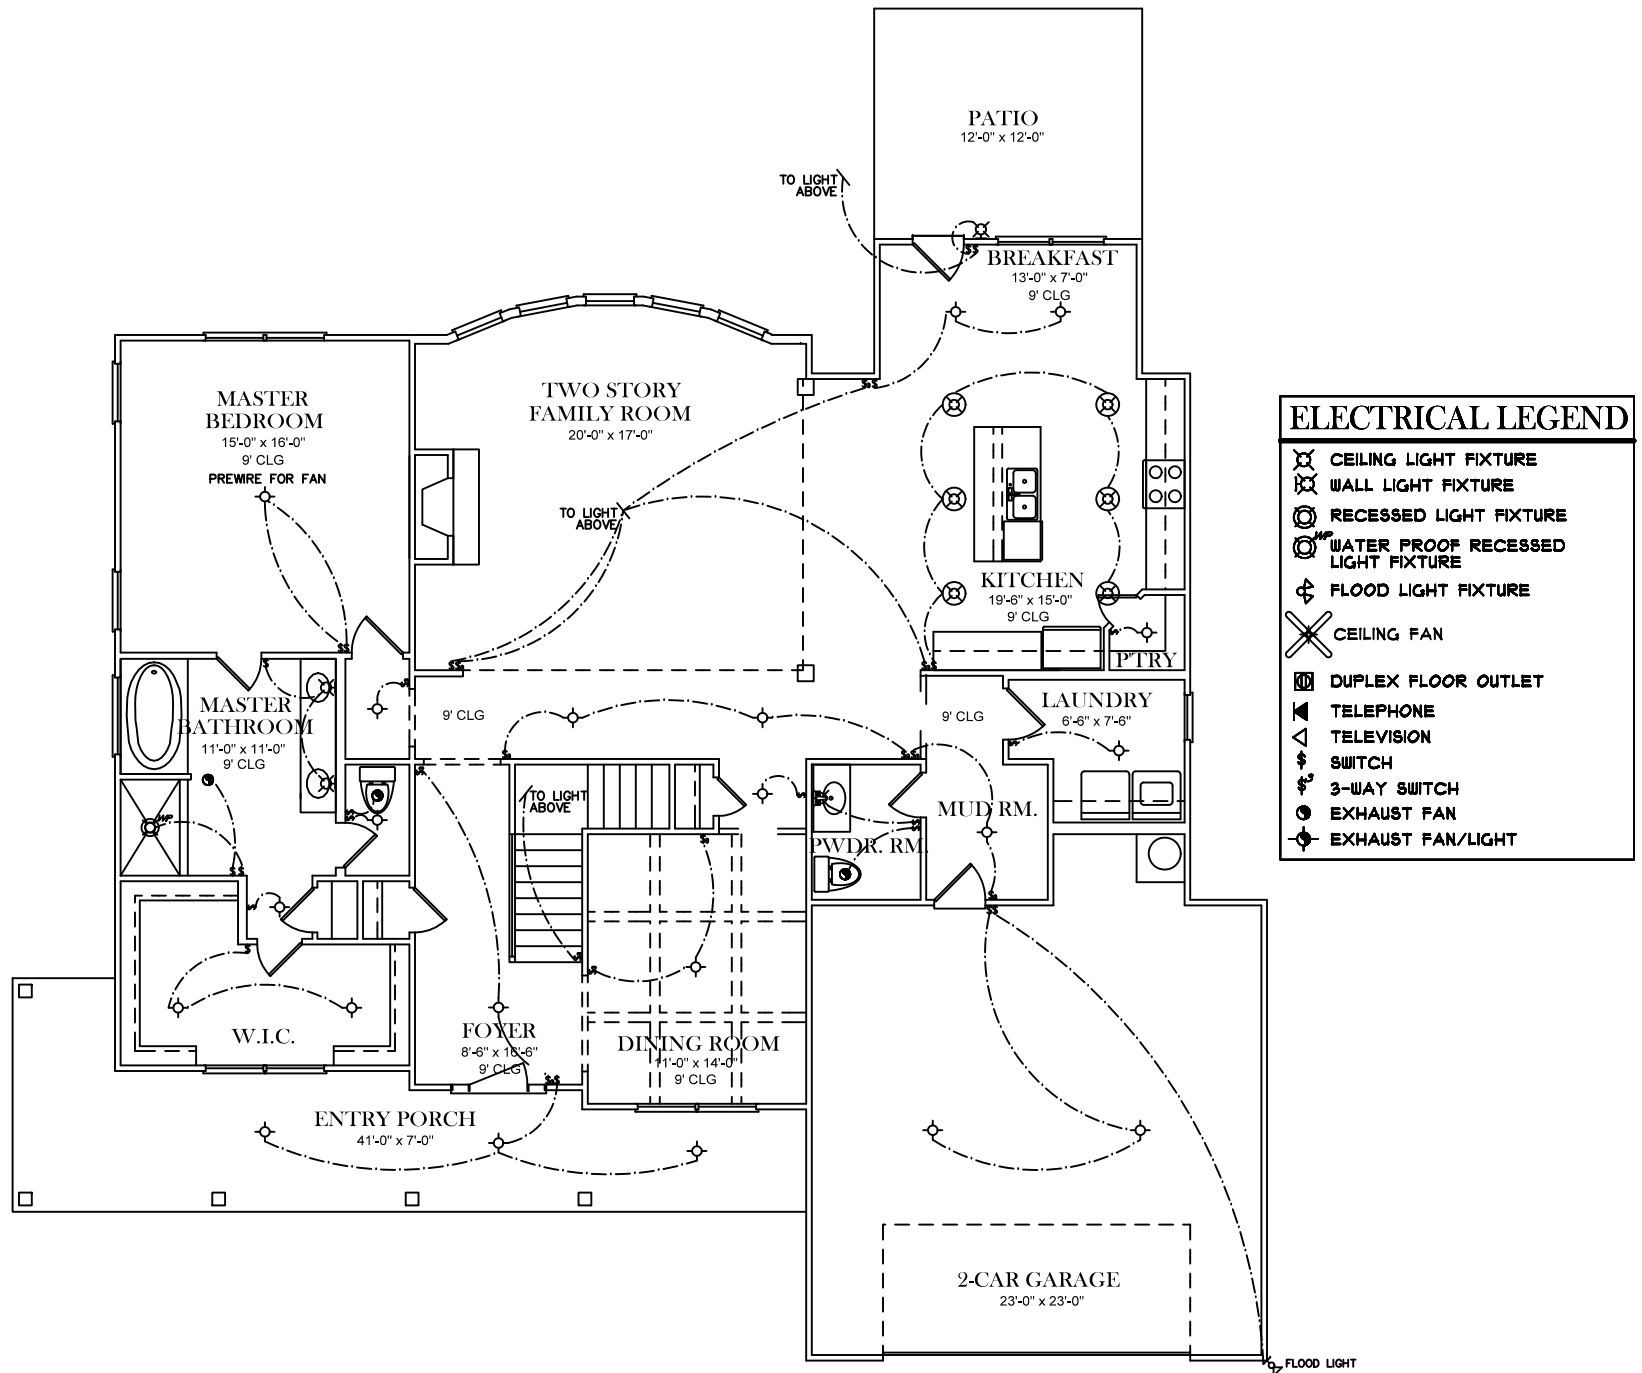 PATIO
12'-0" x 12'-0"
TO LIGHT
ABOVE
BREAKFAST
13'-0" x 7'-0"
9' CLG
MASTER
BEDROOM
15'-0" x 16'-0"
9' CLG
PREWIRE FOR FAN
TWO STORY
FAMILY ROOM
20'-0" x 17'-0"
TO LIGHT
ABOVE
KITCHEN
19'-6" x 15'-0"
9' CLG
PTRY
MASTER
BATHROOM
11'-0" x 11'-0"
9' CLG
WP
9' CLG
9' CLG
LAUNDRY
6'-6" x 7'-6"
TO LIGHT
ABOVE
MUD RM.
PWDR. RM.
W.I.C.
FOYER
8'-6" x 16'-6"
9' CLG
DINING ROOM
11'-0" x 14'-0"
9' CLG
ENTRY PORCH
41'-0" x 7'-0"
2-CAR GARAGE
23'-0" x 23'-0"
FLOOD LIGHT
ELECTRICAL LEGEND
CEILING LIGHT FIXTURE
WALL LIGHT FIXTURE
RECESSED LIGHT FIXTURE
WP WATER PROOF RECESSED
LIGHT FIXTURE
FLOOD LIGHT FIXTURE
CEILING FAN
DUPLEX FLOOR OUTLET
TELEPHONE
TELEVISION
$ SWITCH
$3 3-WAY SWITCH
EXHAUST FAN
EXHAUST FAN/LIGHT